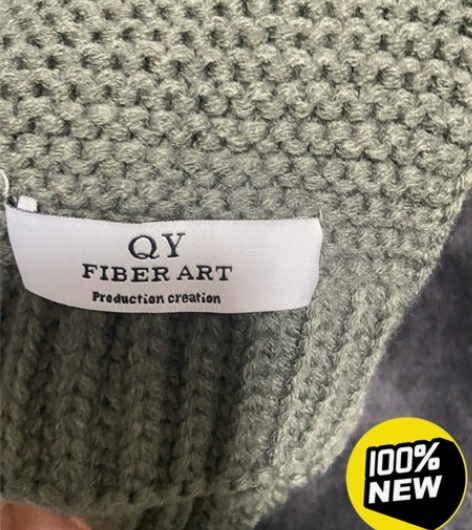 QY
FIBER ART
Production creation
100%
NEW